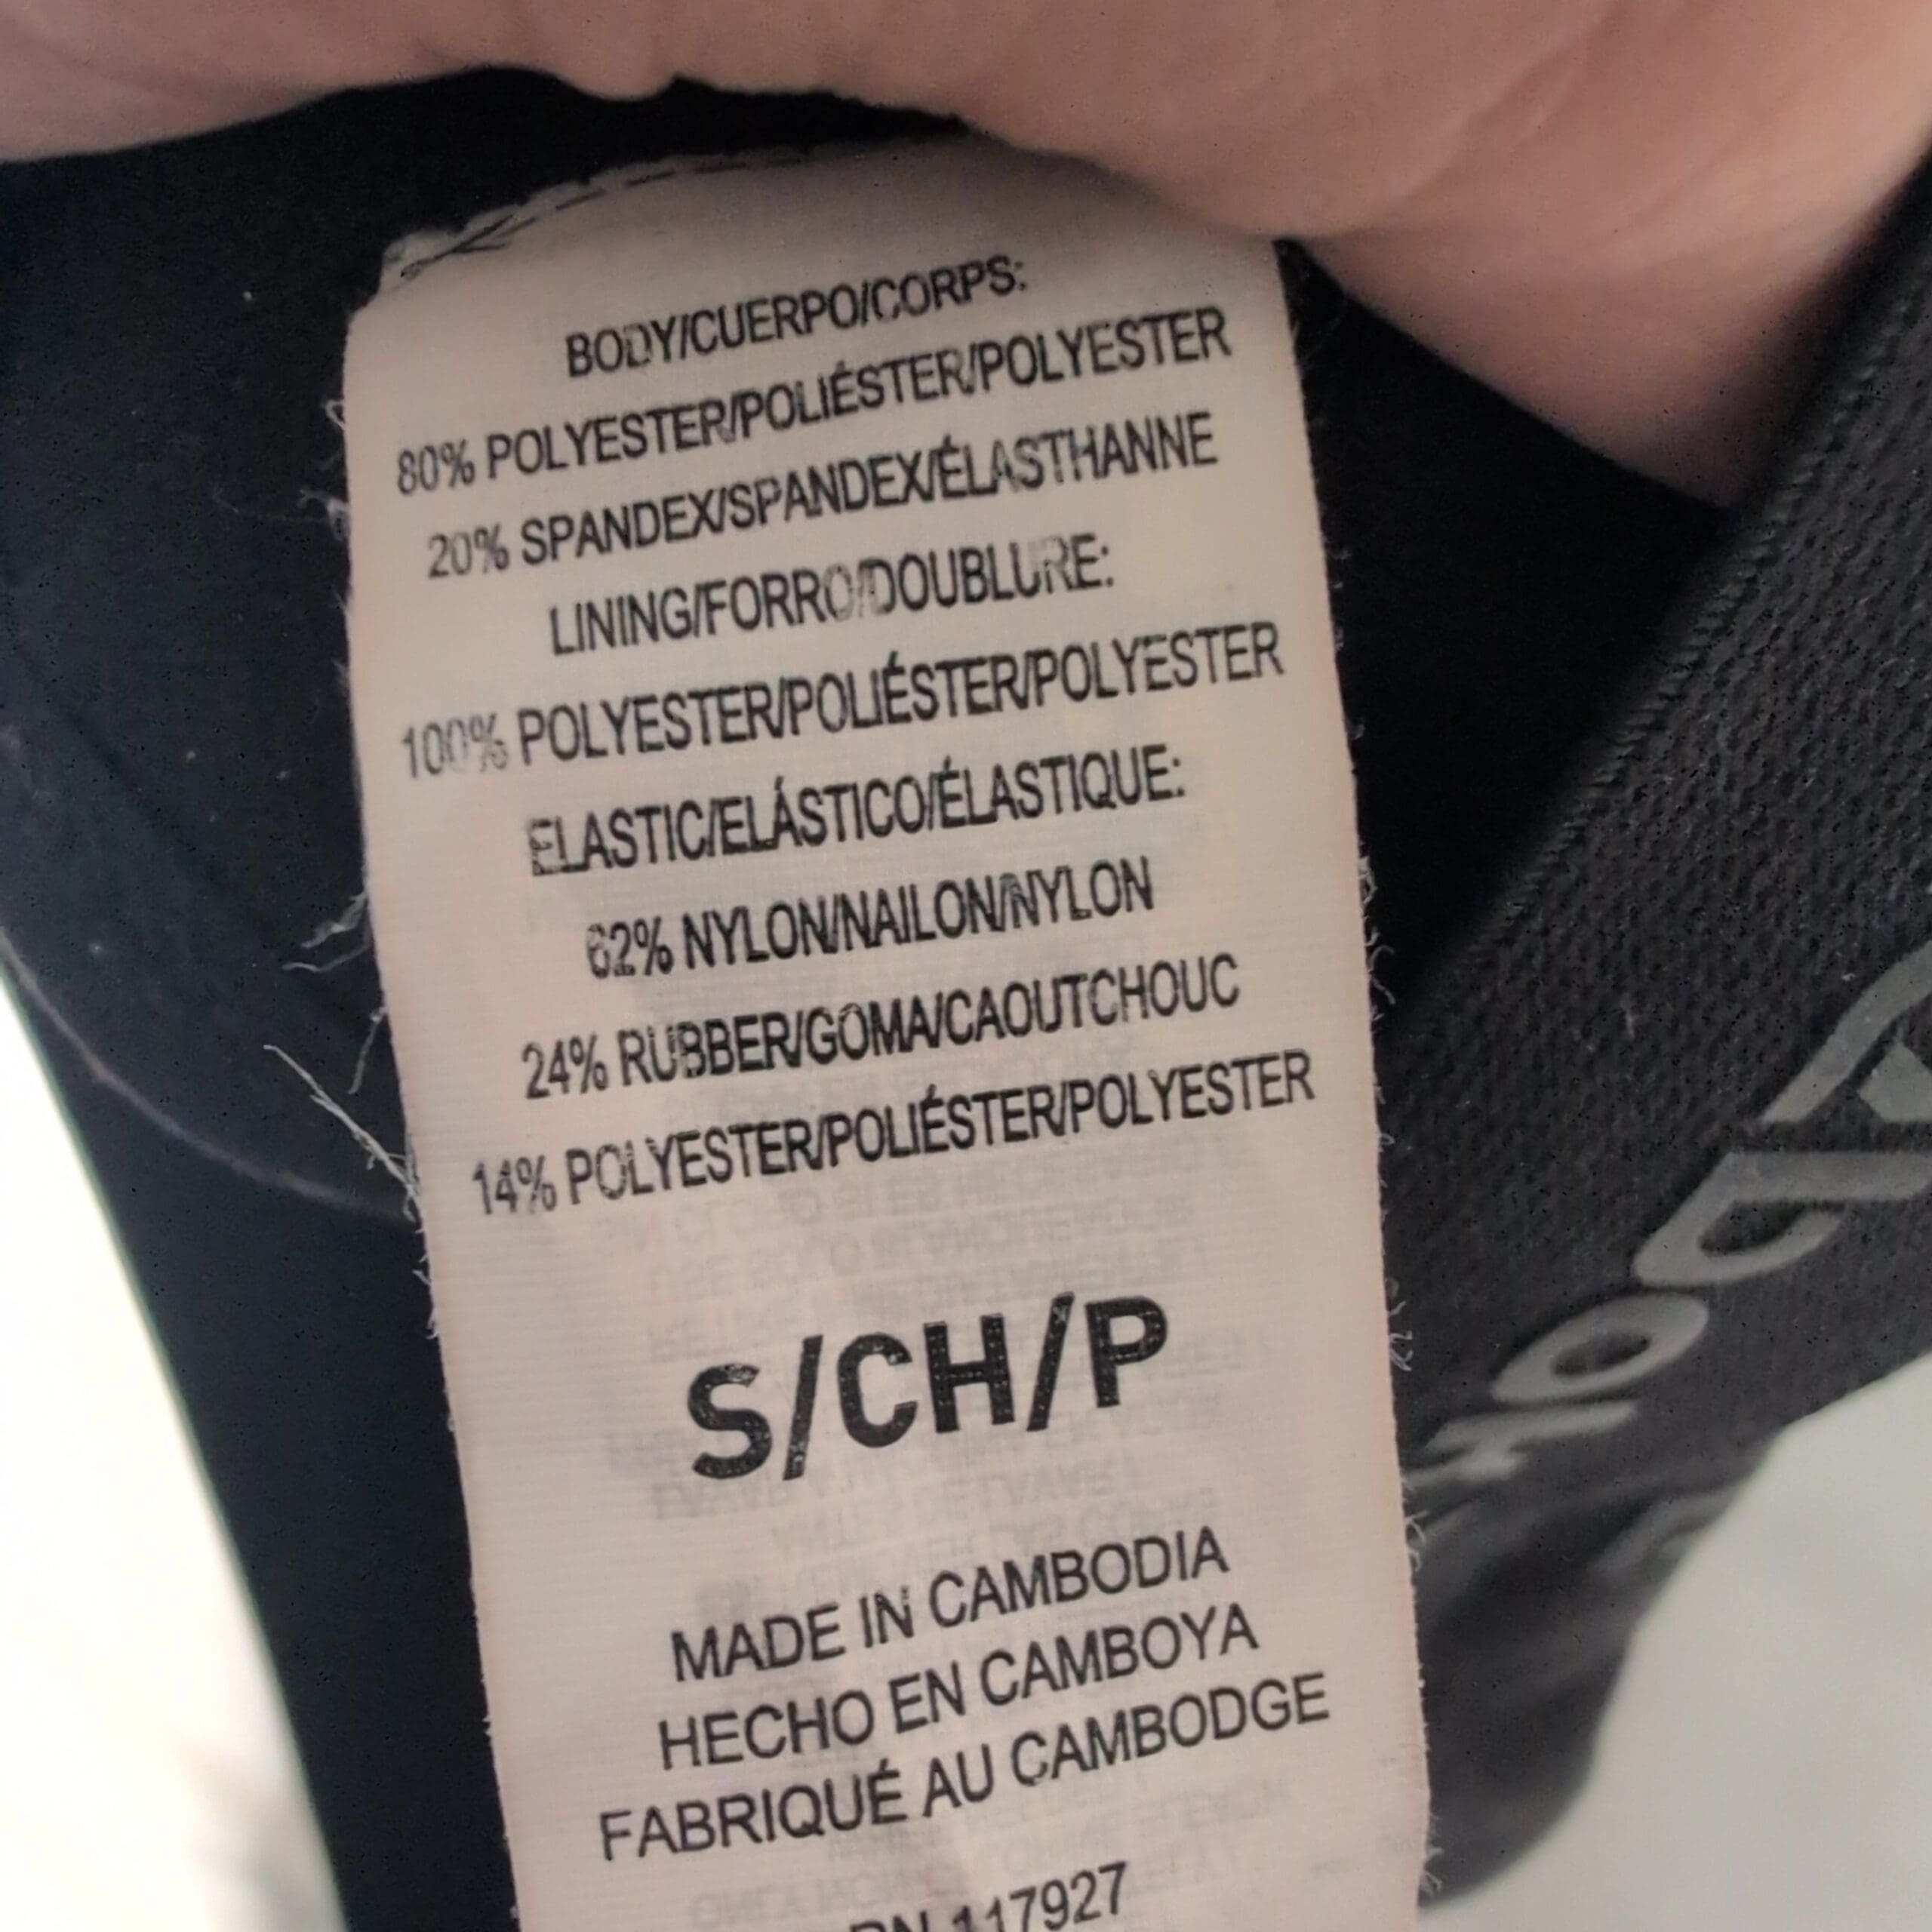 BODY/CUERPO/CORPS:
80% POLYESTER/POLIÉSTER/POLYESTER
20% SPANDEX/SPANDEX/ÉLASTHANNE
LINING/FORRO/DOUBLURE:
100% POLYESTER/POLIÉSTER/POLYESTER
ELASTIC/ELÁSTICO/ÉLASTIQUE:
62% NYLON/NAILON/NYLON
24% RUBBER/GOMA/CAOUTCHOUC
14% POLYESTER/POLIÉSTER/POLYESTER
S/CH/P
MADE IN CAMBODIA
HECHO EN CAMBOYA
FABRIQUÉ AU CAMBODGE
RN 117927